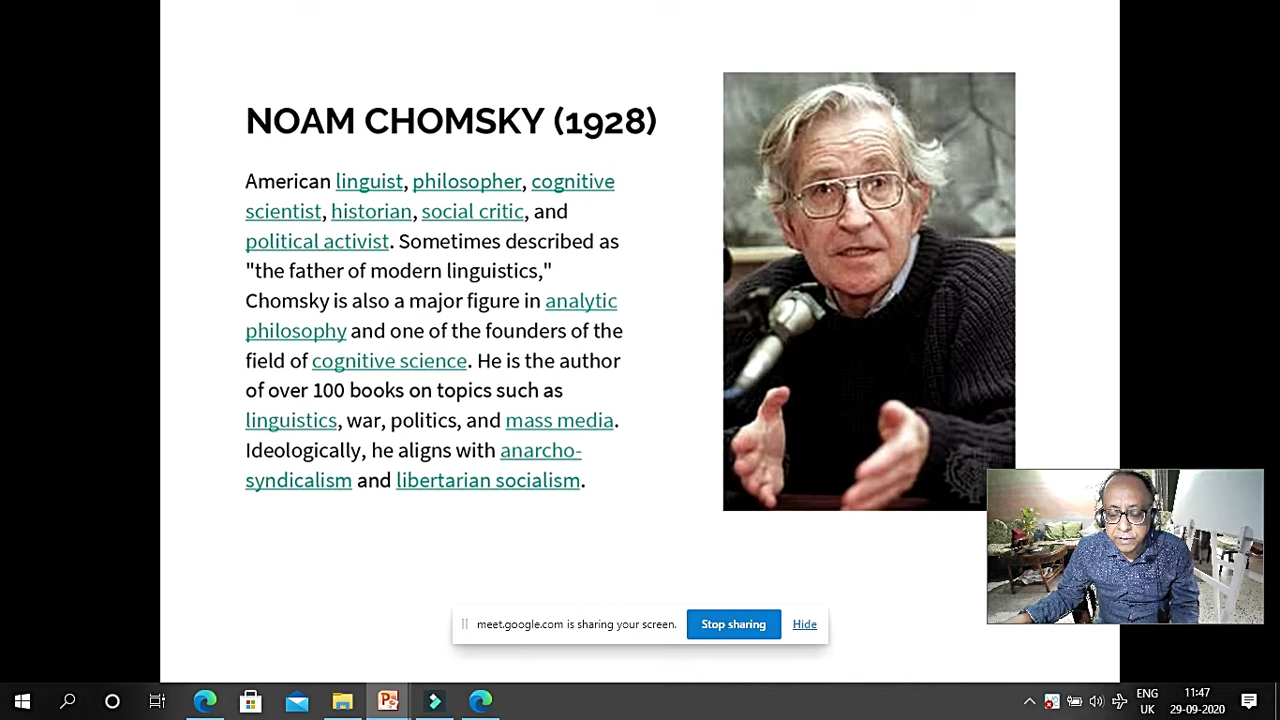 NOAM CHOMSKY (1928)
American linguist, philosopher, cognitive
scientist, historian, social critic, and
political activist. Sometimes described as
"the father of modern linguistics,"
Chomsky is also a major figure in analytic
philosophy and one of the founders of the
field of cognitive science. He is the author
of over 100 books on topics such as
linguistics, war, politics, and mass media.
Ideologically, he aligns with anarcho-
syndicalism and libertarian socialism.
meet.google.com is sharing your screen. Stop sharing Hide
ENG 11:47
UK 29-09-2020